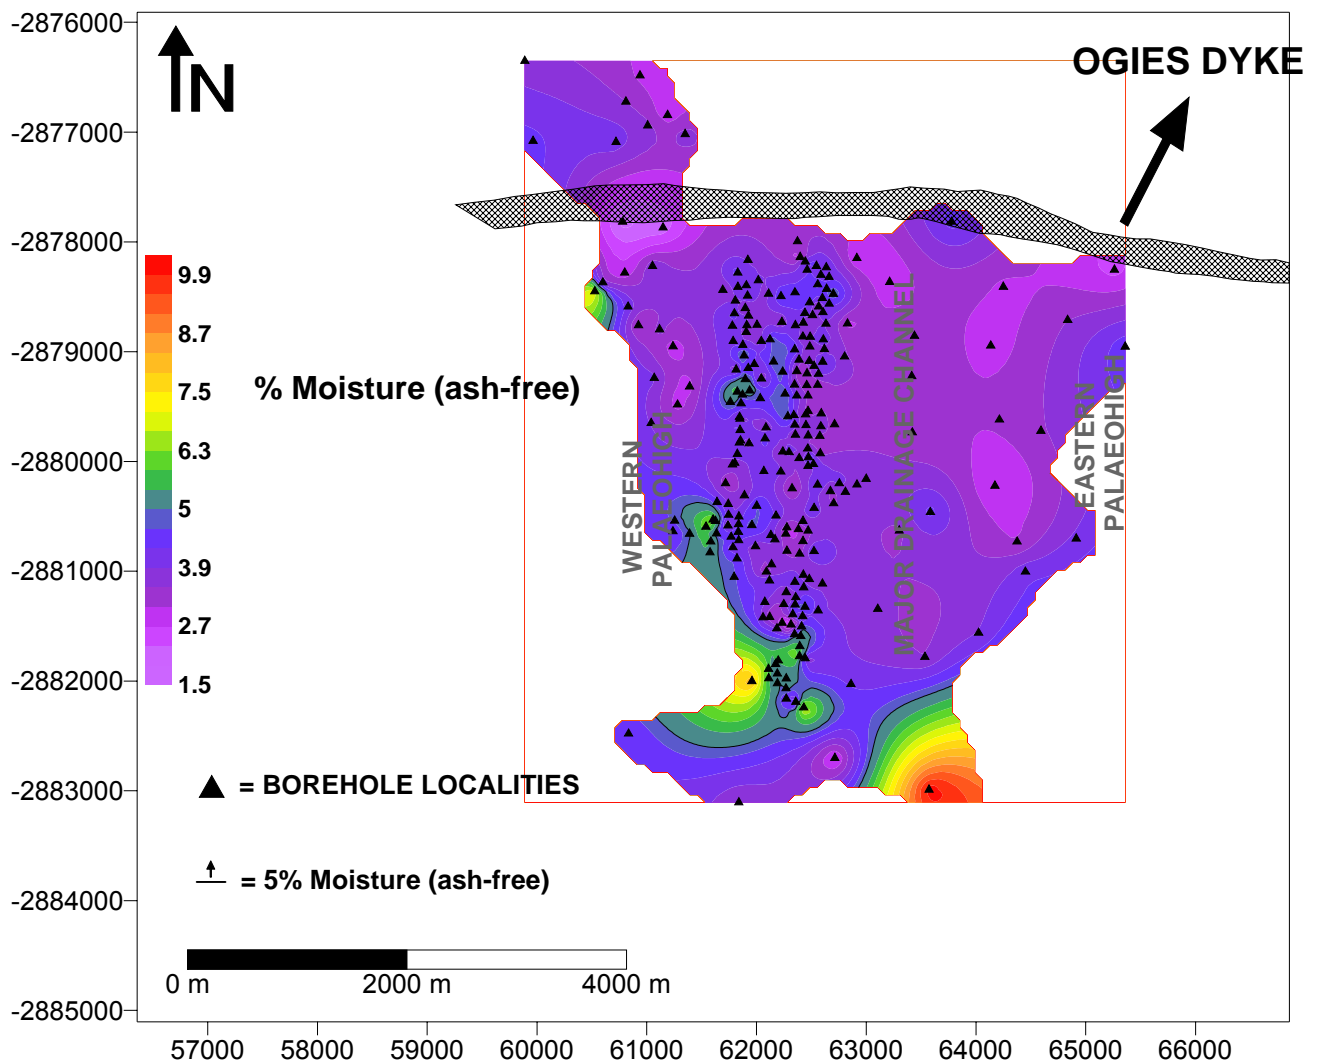 -2876000
OGIES DYKE
N
-2877000
-2878000
9.9
-2879000
8.7
7.5
% Moisture (ash-free)
6.3
-2880000
5
WESTERN
PALAEOHIGH
MAJOR DRAINAGE CHANNEL
EASTERN
PALAEOHIGH
3.9
-2881000
2.7
1.5
-2882000
= BOREHOLE LOCALITIES
-2883000
= 5% Moisture (ash-free)
-2884000
0 m 2000 m 4000 m
-2885000
57000 58000 59000 60000 61000 62000 63000 64000 65000 66000